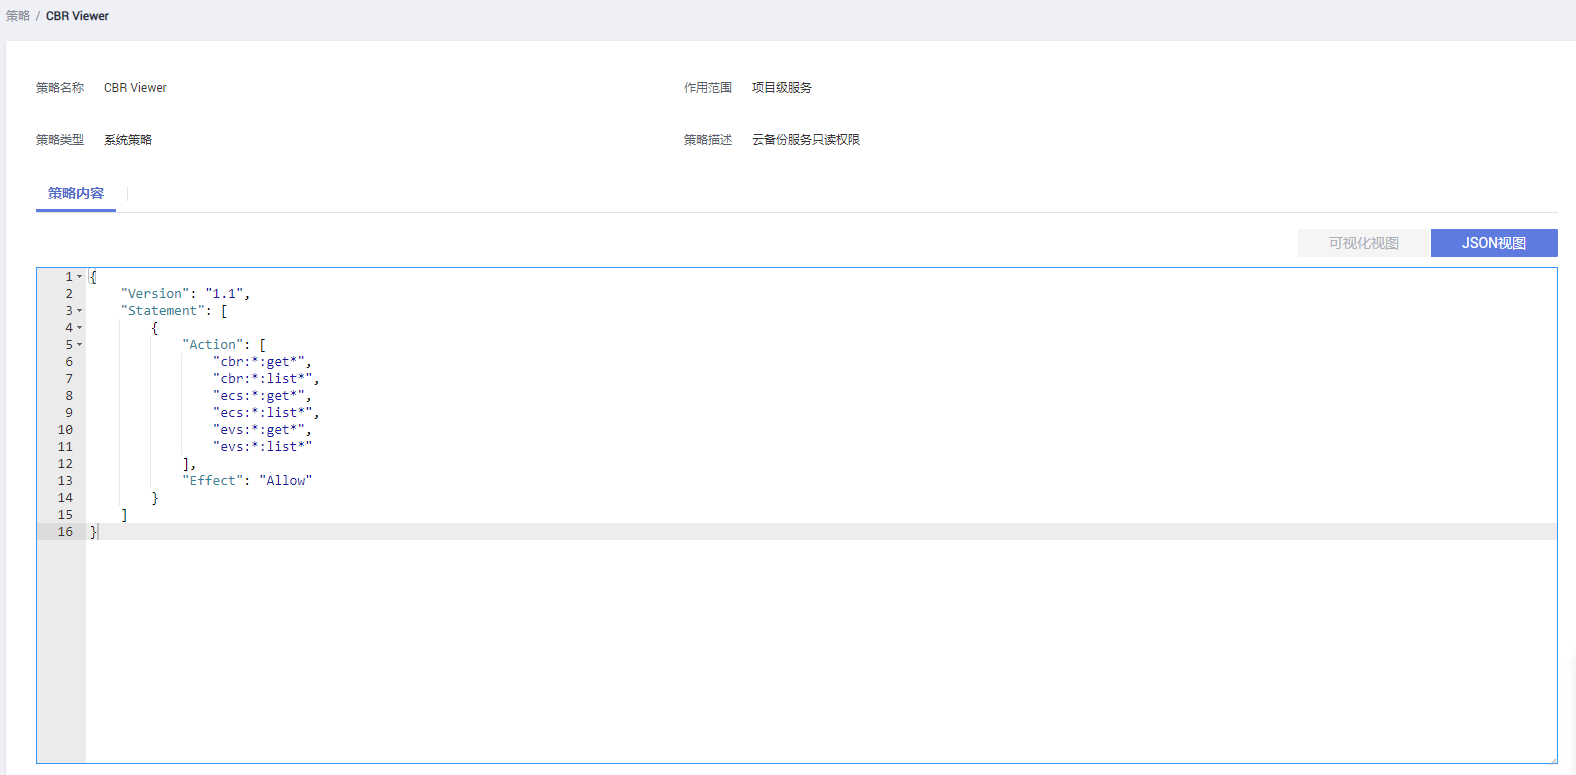 策略 / CBR Viewer
策略名称 CBR Viewer 作用范围 项目级服务
策略类型 系统策略 策略描述 云备份服务只读权限
策略内容
可视化视图 JSON视图
1 {
2 "Version": "1.1",
3 "Statement": [
4 {
5 "Action": [
6 "cbr:*:get*",
7 "cbr:*:list*",
8 "ecs:*:get*",
9 "ecs:*:list*",
10 "evs:*:get*",
11 "evs:*:list*"
12 ],
13 "Effect": "Allow"
14 }
15 ]
16 }